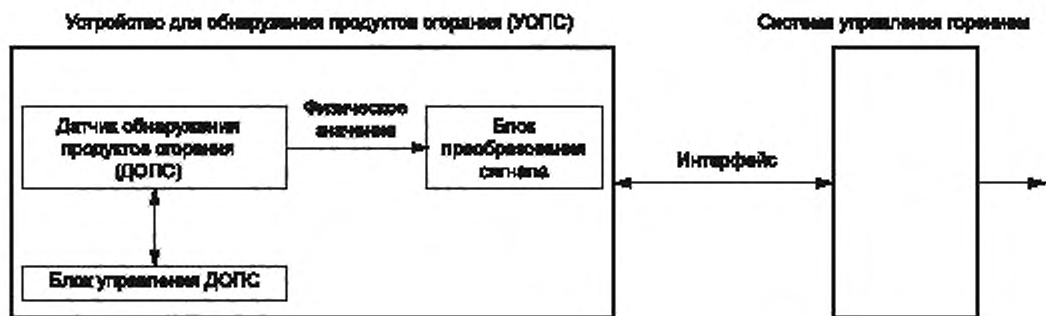 Устройство для обнаружения продуктов сгорания (УОПС)
Система управления горением
Датчик обнаружения
продуктов сгорания
(ДОПС)
Физическое
значение
Блок
преобразования
сигнала
Интерфейс
Блок управления ДОПС